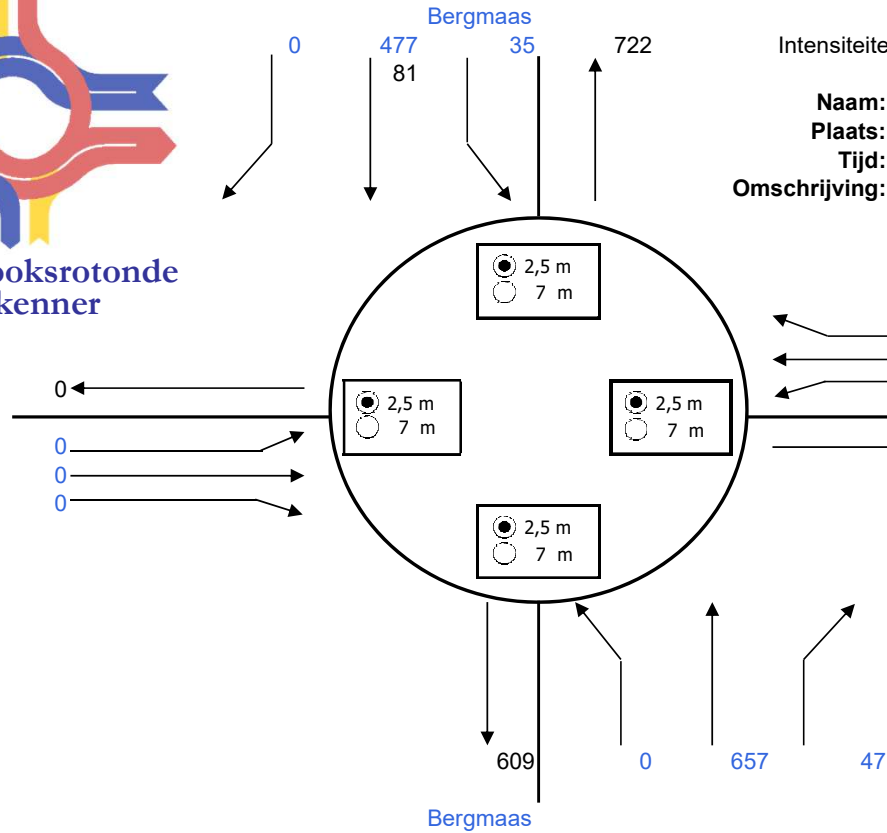 Bergmaas
0 477 35 722 Intensiteite
81
Naam:
Plaats:
Tijd:
Omschrijving:
ooksrotonde
kenner
2,5 m
7 m
0
2,5 m
7 m
2,5 m
7 m
0
0
0
2,5 m
7 m
609 0 657 47
Bergmaas